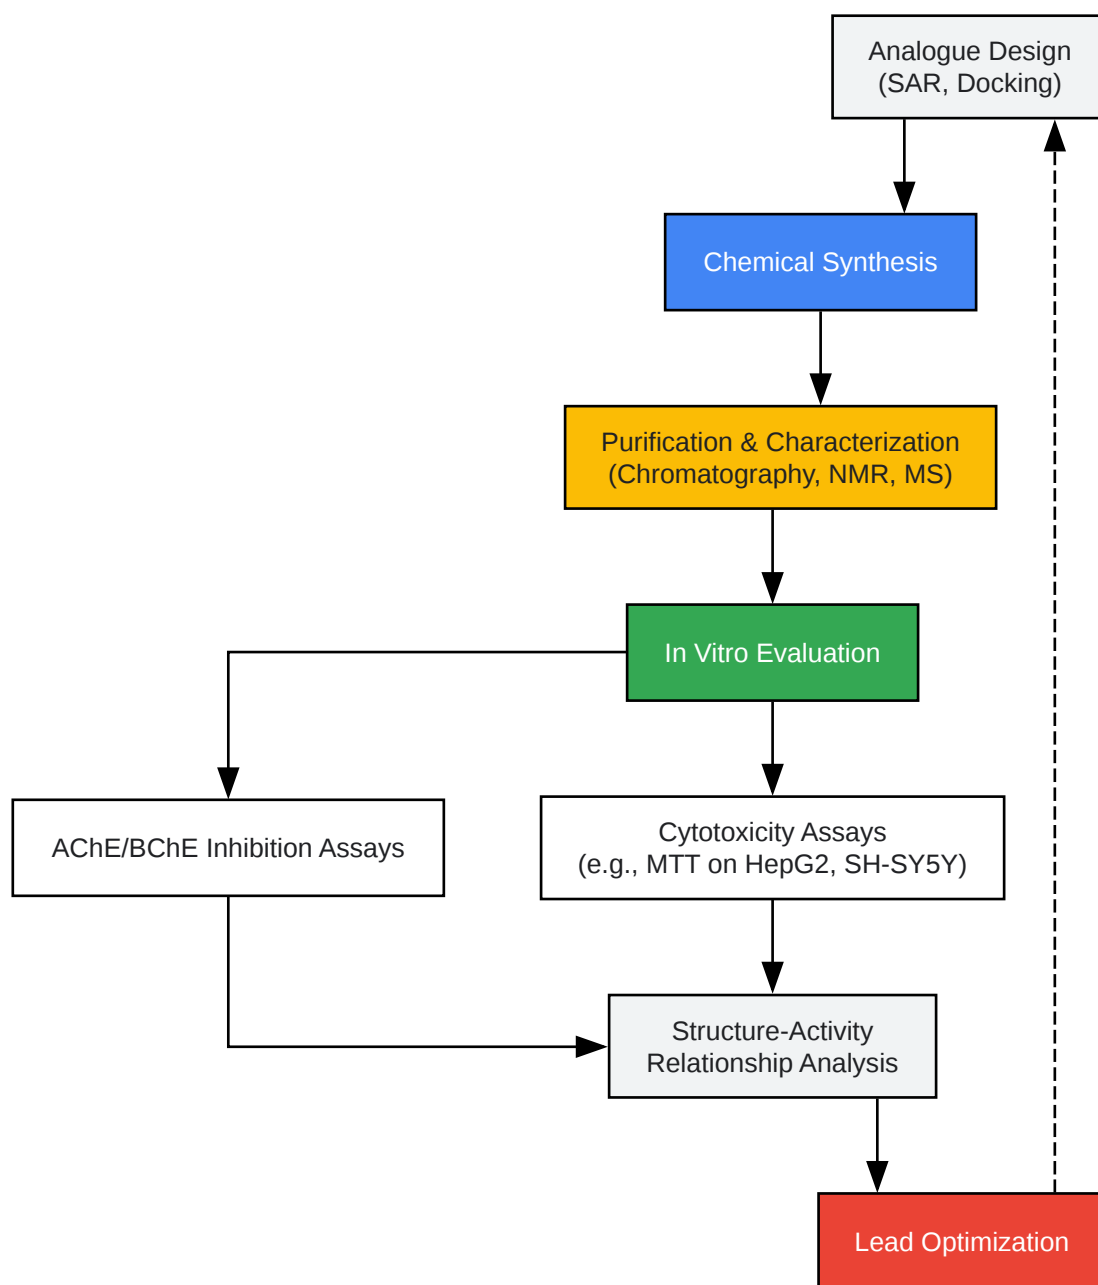 Analogue Design
(SAR, Docking)
Chemical Synthesis
Purification & Characterization
(Chromatography, NMR, MS)
In Vitro Evaluation
AChE/BChE Inhibition Assays
Cytotoxicity Assays
(e.g., MTT on HepG2, SH-SY5Y)
Structure-Activity
Relationship Analysis
Lead Optimization